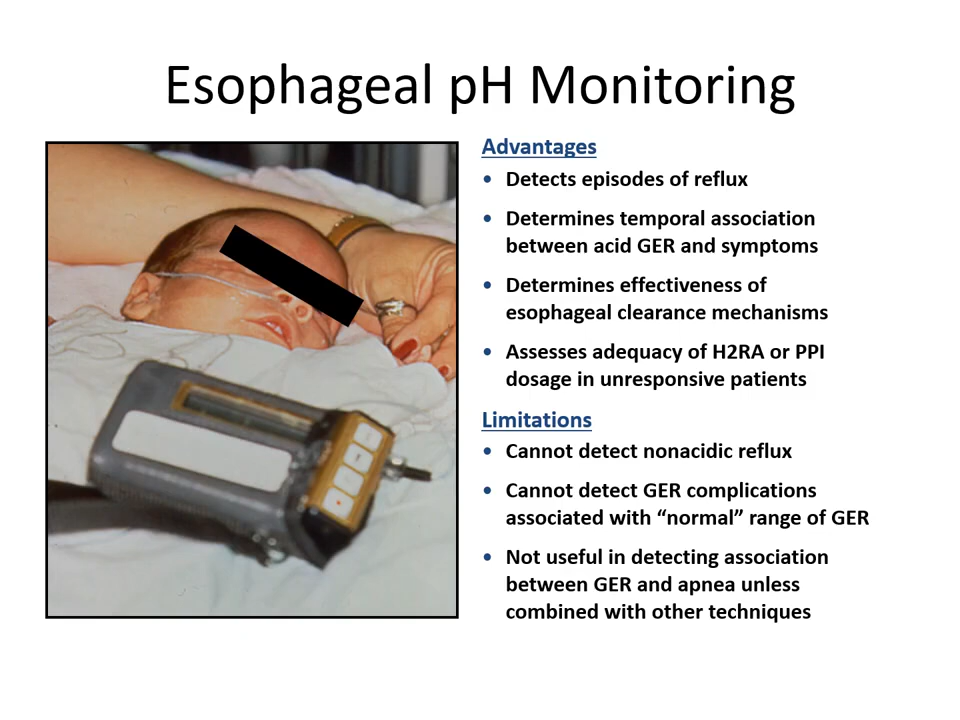 Esophageal pH Monitoring
Advantages
• Detects episodes of reflux
• Determines temporal association
between acid GER and symptoms
• Determines effectiveness of
esophageal clearance mechanisms
• Assesses adequacy of H2RA or PPI
dosage in unresponsive patients
Limitations
• Cannot detect nonacidic reflux
• Cannot detect GER complications
associated with “normal” range of GER
• Not useful in detecting association
between GER and apnea unless
combined with other techniques